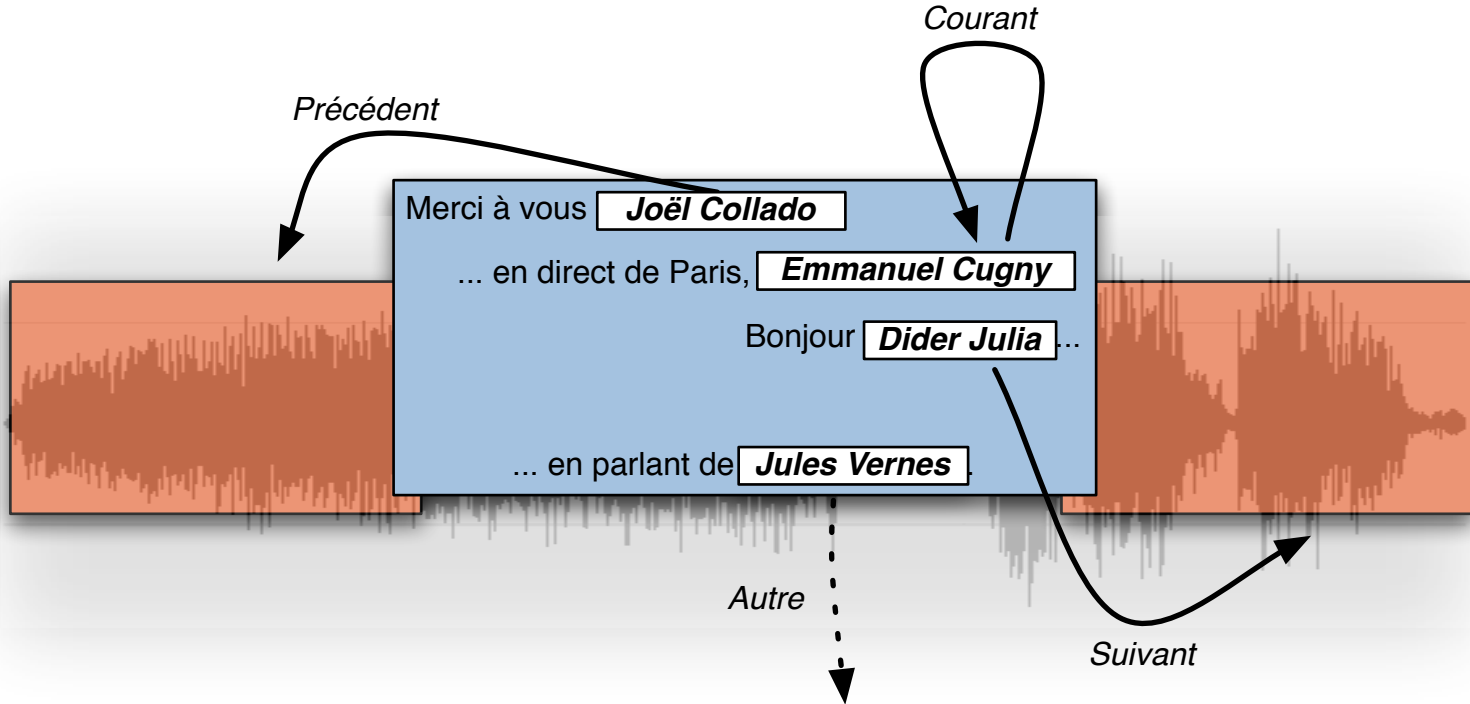 Courant
Précédent
Merci à vous Joël Collado
... en direct de Paris, Emmanuel Cugny
Bonjour Dider Julia ...
... en parlant de Jules Vernes .
Autre
Suivant